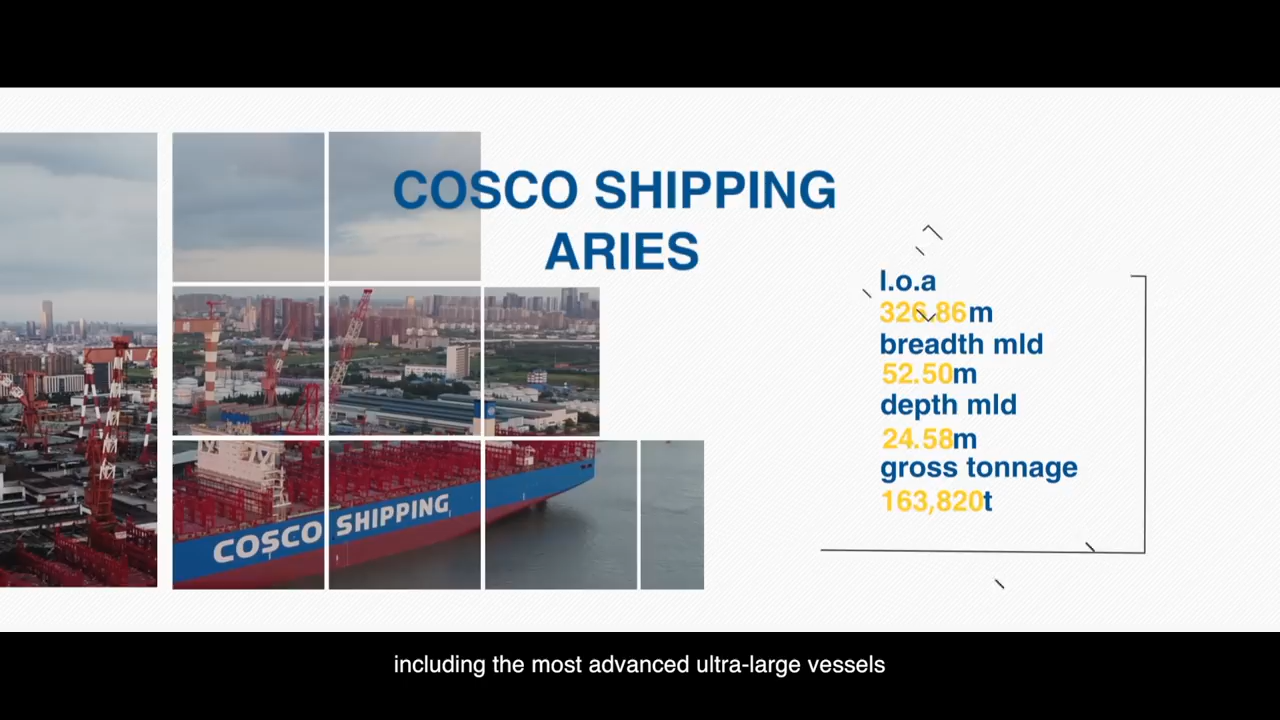 COSCO SHIPPING
ARIES
l.o.a
326.86m
breadth mld
52.50m
depth mld
24.58m
gross tonnage
163,820t
COSCO SHIPPING
including the most advanced ultra-large vessels